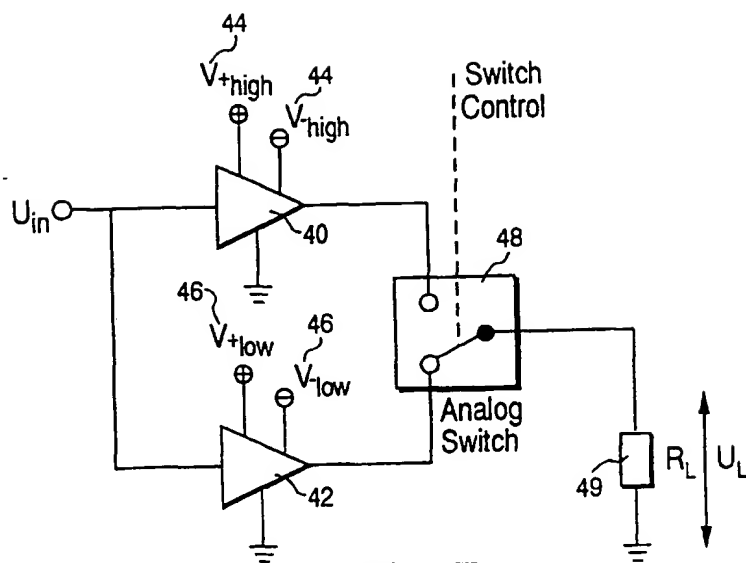 44
V+high
44
V-high
Switch
Control
Uin
40
48
46
V+low
46
V-low
Analog
Switch
42
49
RL
UL